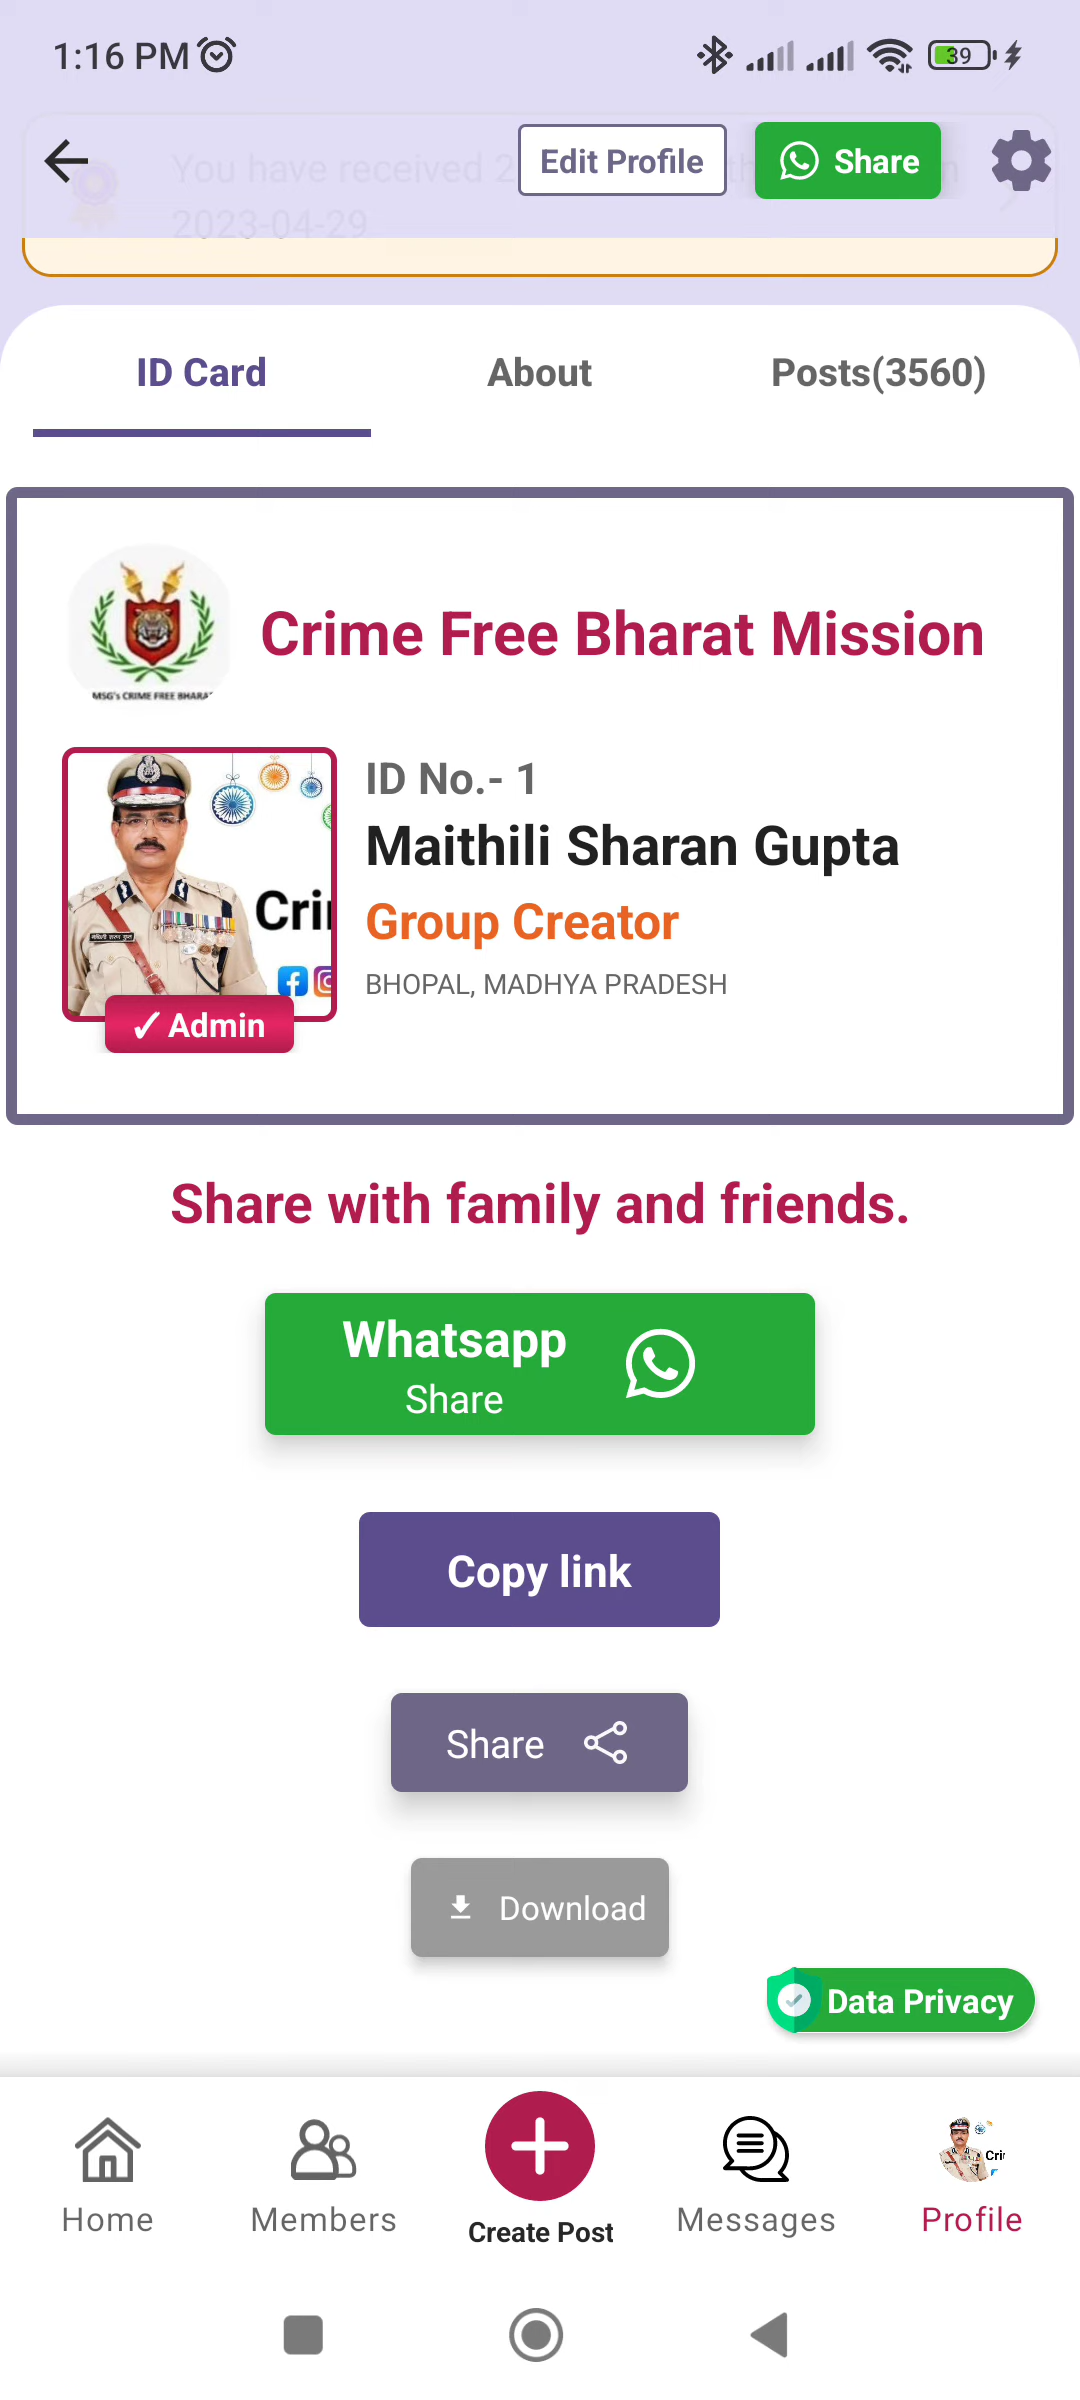 1:16 PM
39
You have received 2
2023-04-29
Edit Profile
Share
ID Card
About
Posts(3560)
Crime Free Bharat Mission
MSG's CRIME FREE BHARAT
ID No.- 1
Maithili Sharan Gupta
Group Creator
BHOPAL, MADHYA PRADESH
Cri
✓ Admin
Share with family and friends.
Whatsapp
Share
Copy link
Share
Download
Data Privacy
Home
Members
Create Post
Messages
Cri
Profile